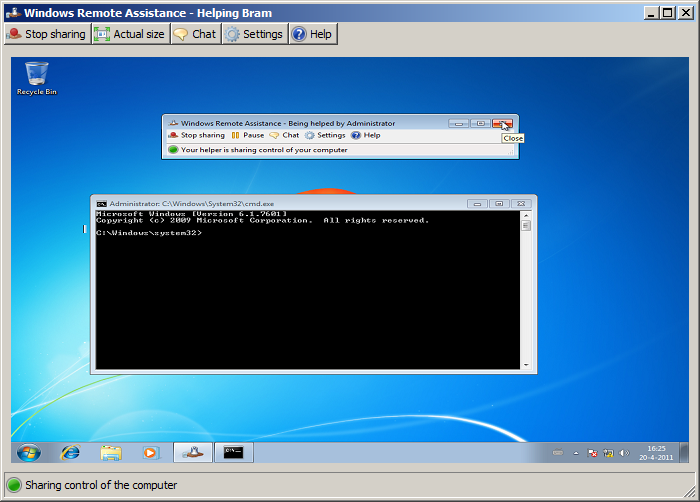 Windows Remote Assistance - Helping Bram
Stop sharing Actual size Chat Settings Help
Recycle Bin
Windows Remote Assistance - Being helped by Administrator
Stop sharing Pause Chat Settings Help
Close
Your helper is sharing control of your computer
Administrator: C:\Windows\System32\cmd.exe
Microsoft Windows [Version 6.1.7601]
Copyright (c) 2009 Microsoft Corporation. All rights reserved.
C:\Windows\system32>
16:25
20-4-2011
Sharing control of the computer